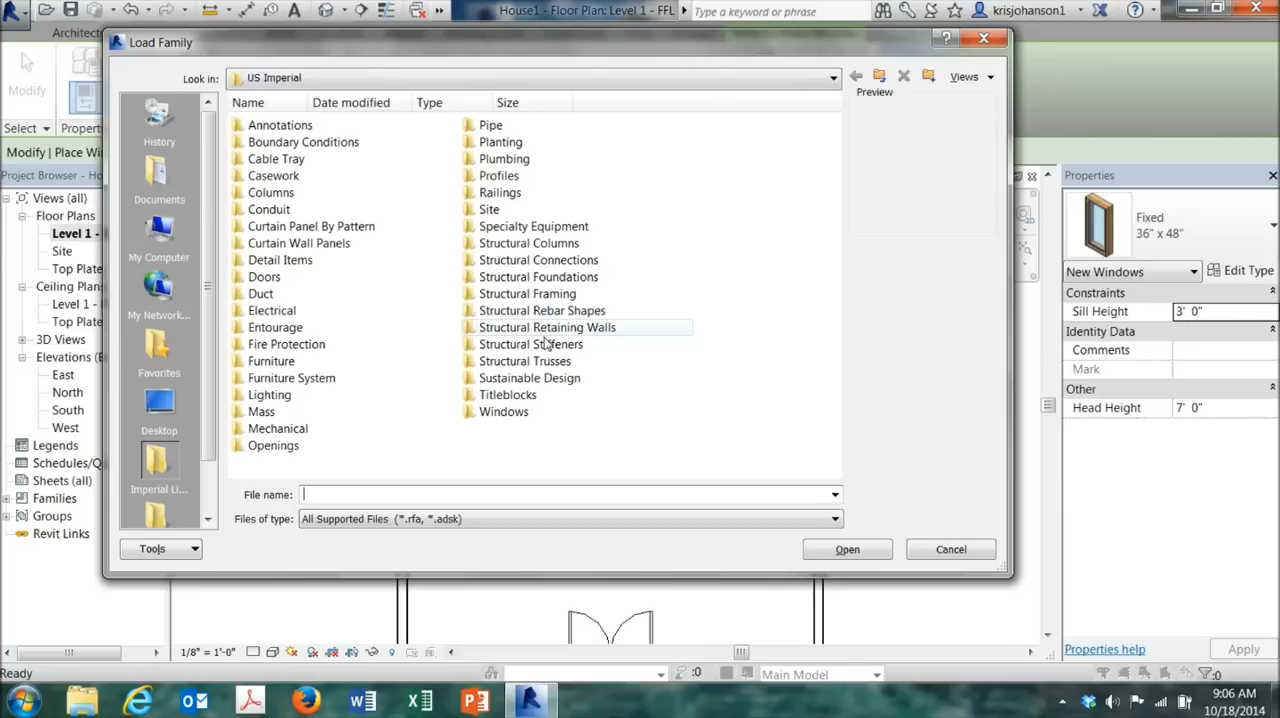 House1 - Floor Plan: Level 1 - FFL
Type a keyword or phrase
krisjohanson1
Architect
Load Family
Modify
Look in:
US Imperial
Views
Name
Date modified
Type
Size
Preview
Select
Properti
Modify | Place Wi
Project Browser - Ho
Views (all)
Floor Plans
Level 1 -
Site
Top Plate
Ceiling Plans
Level 1 -
Top Plate
3D Views
Elevations (E
East
North
South
West
Legends
Schedules/Q
Sheets (all)
Families
Groups
Revit Links
History
Documents
My Computer
My Network...
Favorites
Desktop
Imperial Li...
Annotations
Boundary Conditions
Cable Tray
Casework
Columns
Conduit
Curtain Panel By Pattern
Curtain Wall Panels
Detail Items
Doors
Duct
Electrical
Entourage
Fire Protection
Furniture
Furniture System
Lighting
Mass
Mechanical
Openings
Pipe
Planting
Plumbing
Profiles
Railings
Site
Specialty Equipment
Structural Columns
Structural Connections
Structural Foundations
Structural Framing
Structural Rebar Shapes
Structural Retaining Walls
Structural Stiffeners
Structural Trusses
Sustainable Design
Titleblocks
Windows
File name:
Files of type:
All Supported Files (*.rfa, *.adsk)
Tools
Open
Cancel
Properties
Fixed
36" x 48"
New Windows
Edit Type
Constraints
Sill Height
3' 0"
Identity Data
Comments
Mark
Other
Head Height
7' 0"
Properties help
Apply
1/8" = 1'-0"
Ready
:0
Main Model
:0
9:06 AM
10/18/2014